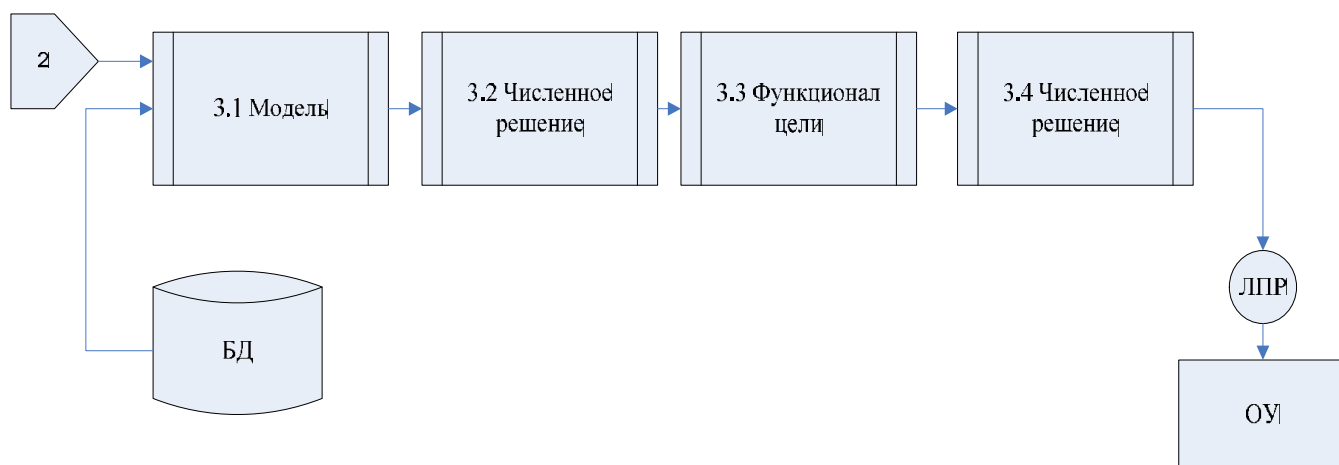 2
3.1 Модель
3.2 Численное
решение
3.3 Функционал
цели
3.4 Численное
решение
ЛПР
БД
ОУ